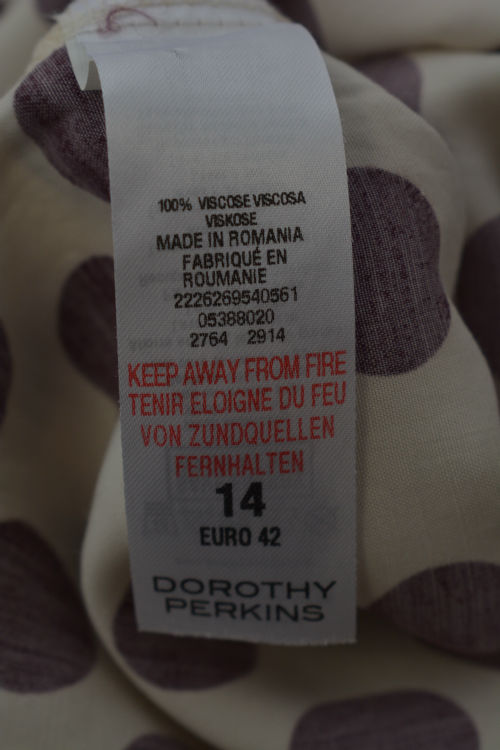 100% VISCOSE VISCOSA
VISKOSE
MADE IN ROMANIA
FABRIQUÉ EN
ROUMANIE
2226269540561
05388020
2764 2914
KEEP AWAY FROM FIRE
TENIR ELOIGNE DU FEU
VON ZUNDQUELLEN
FERNHALTEN
14
EURO 42
DOROTHY
PERKINS